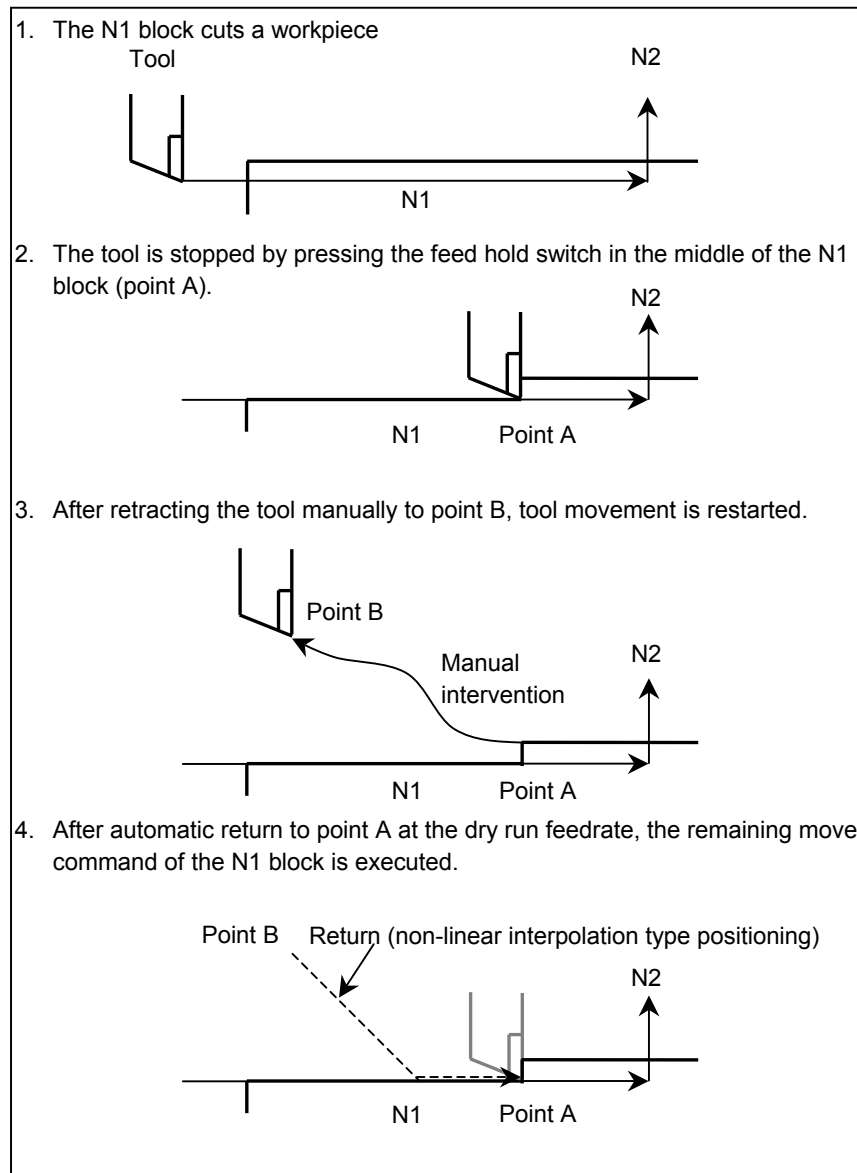 1. The N1 block cuts a workpiece
Tool
N2
N1
2. The tool is stopped by pressing the feed hold switch in the middle of the N1
block (point A).
N2
N1
Point A
3. After retracting the tool manually to point B, tool movement is restarted.
Point B
Manual
intervention
N2
N1
Point A
4. After automatic return to point A at the dry run feedrate, the remaining move
command of the N1 block is executed.
Point B
Return (non-linear interpolation type positioning)
N2
N1
Point A